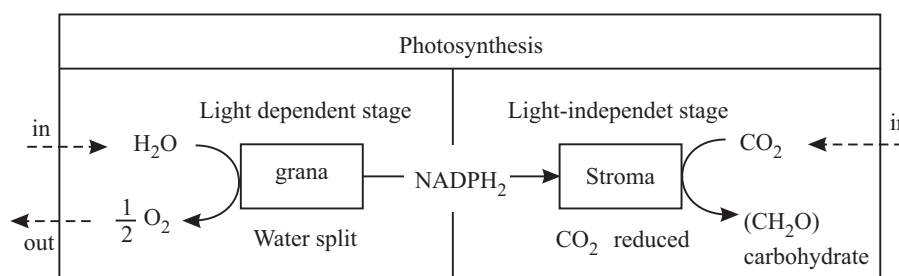 Photosynthesis
Light dependent stage
Light-independet stage
in
H₂O
grana
NADPH₂
Stroma
CO₂
in
out
1/2 O₂
Water split
CO₂ reduced
(CH₂O)
carbohydrate